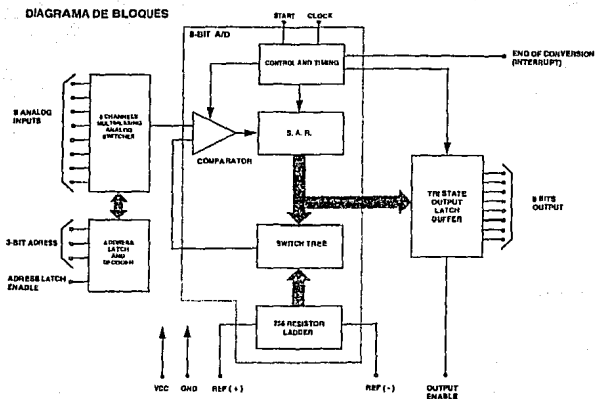 DIAGRAMA DE BLOQUES
START
CLOCK
8-BIT A/D
CONTROL AND TIMING
END OF CONVERSION
(INTERRUPT)
8 ANALOG
INPUTS
8 CHANNELS
MULTIPLEXING
ANALOG
SWITCHES
COMPARATOR
S. A. R.
TRI STATE
OUTPUT
LATCH
BUFFER
8 BITS
OUTPUT
3-BIT ADRESS
ADRESS LATCH
ENABLE
ADDRESS
LATCH
AND
DECODER
SWITCH TREE
256 RESISTOR
LADDER
VCC
GND
REF (+)
REF (-)
OUTPUT
ENABLE